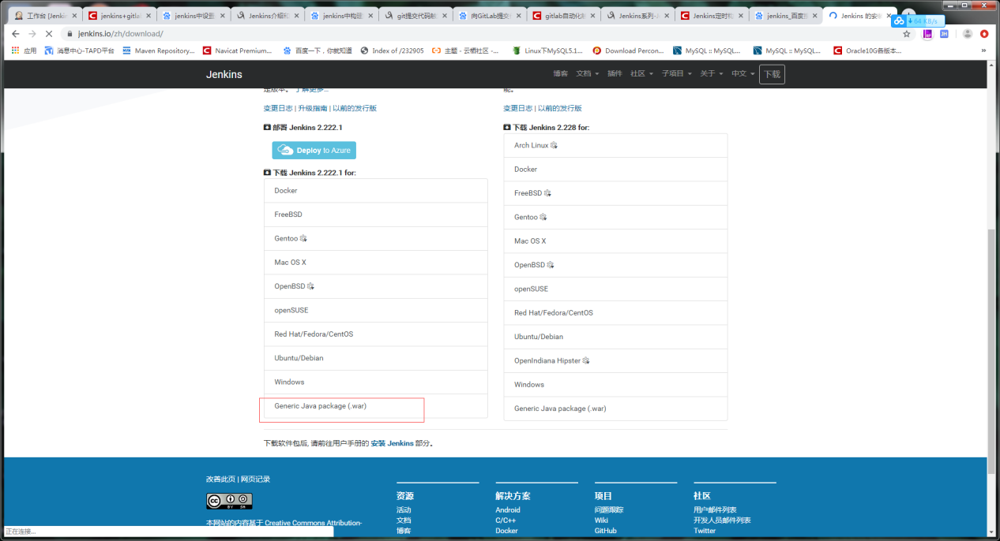 工作台 [Jenki
jenkins+gitla
jenkins中设置
Jenkins介绍和
jenkins中构建
git提交代码触
向GitLab提交
gitlab自动化
Jenkins系列-
Jenkins定时构
jenkins_百度
Jenkins 的安
64 KB/s
jenkins.io/zh/download/
应用 消息中心-TAPD平台 Maven Repository... Navicat Premium... 百度一下，你就知道 Index of /232905 主题 - 云栖社区 -... Linux下MySQL5.1... Download Percon... MySQL :: MySQL... MySQL :: MySQL... Oracle10G各版本... »
Jenkins 博客 文档 插件 社区 子项目 关于 中文 下载
定版本。 了解更多...
能。
变更日志 | 升级指南 | 以前的发行版
变更日志 | 以前的发行版
部署 Jenkins 2.222.1
Deploy to Azure
下载 Jenkins 2.222.1 for:
Docker
FreeBSD
Gentoo
Mac OS X
OpenBSD
openSUSE
Red Hat/Fedora/CentOS
Ubuntu/Debian
Windows
Generic Java package (.war)
下载 Jenkins 2.228 for:
Arch Linux
Docker
FreeBSD
Gentoo
Mac OS X
OpenBSD
openSUSE
Red Hat/Fedora/CentOS
Ubuntu/Debian
OpenIndiana Hipster
Windows
Generic Java package (.war)
下载软件包后, 请前往用户手册的 安装 Jenkins 部分。
改善此页 | 网页记录
CC BY SA
本网站的内容基于 Creative Commons Attribution-
资源
活动
文档
博客
解决方案
Android
C/C++
Docker
项目
问题跟踪
Wiki
GitHub
社区
用户邮件列表
开发人员邮件列表
Twitter
正在连接...